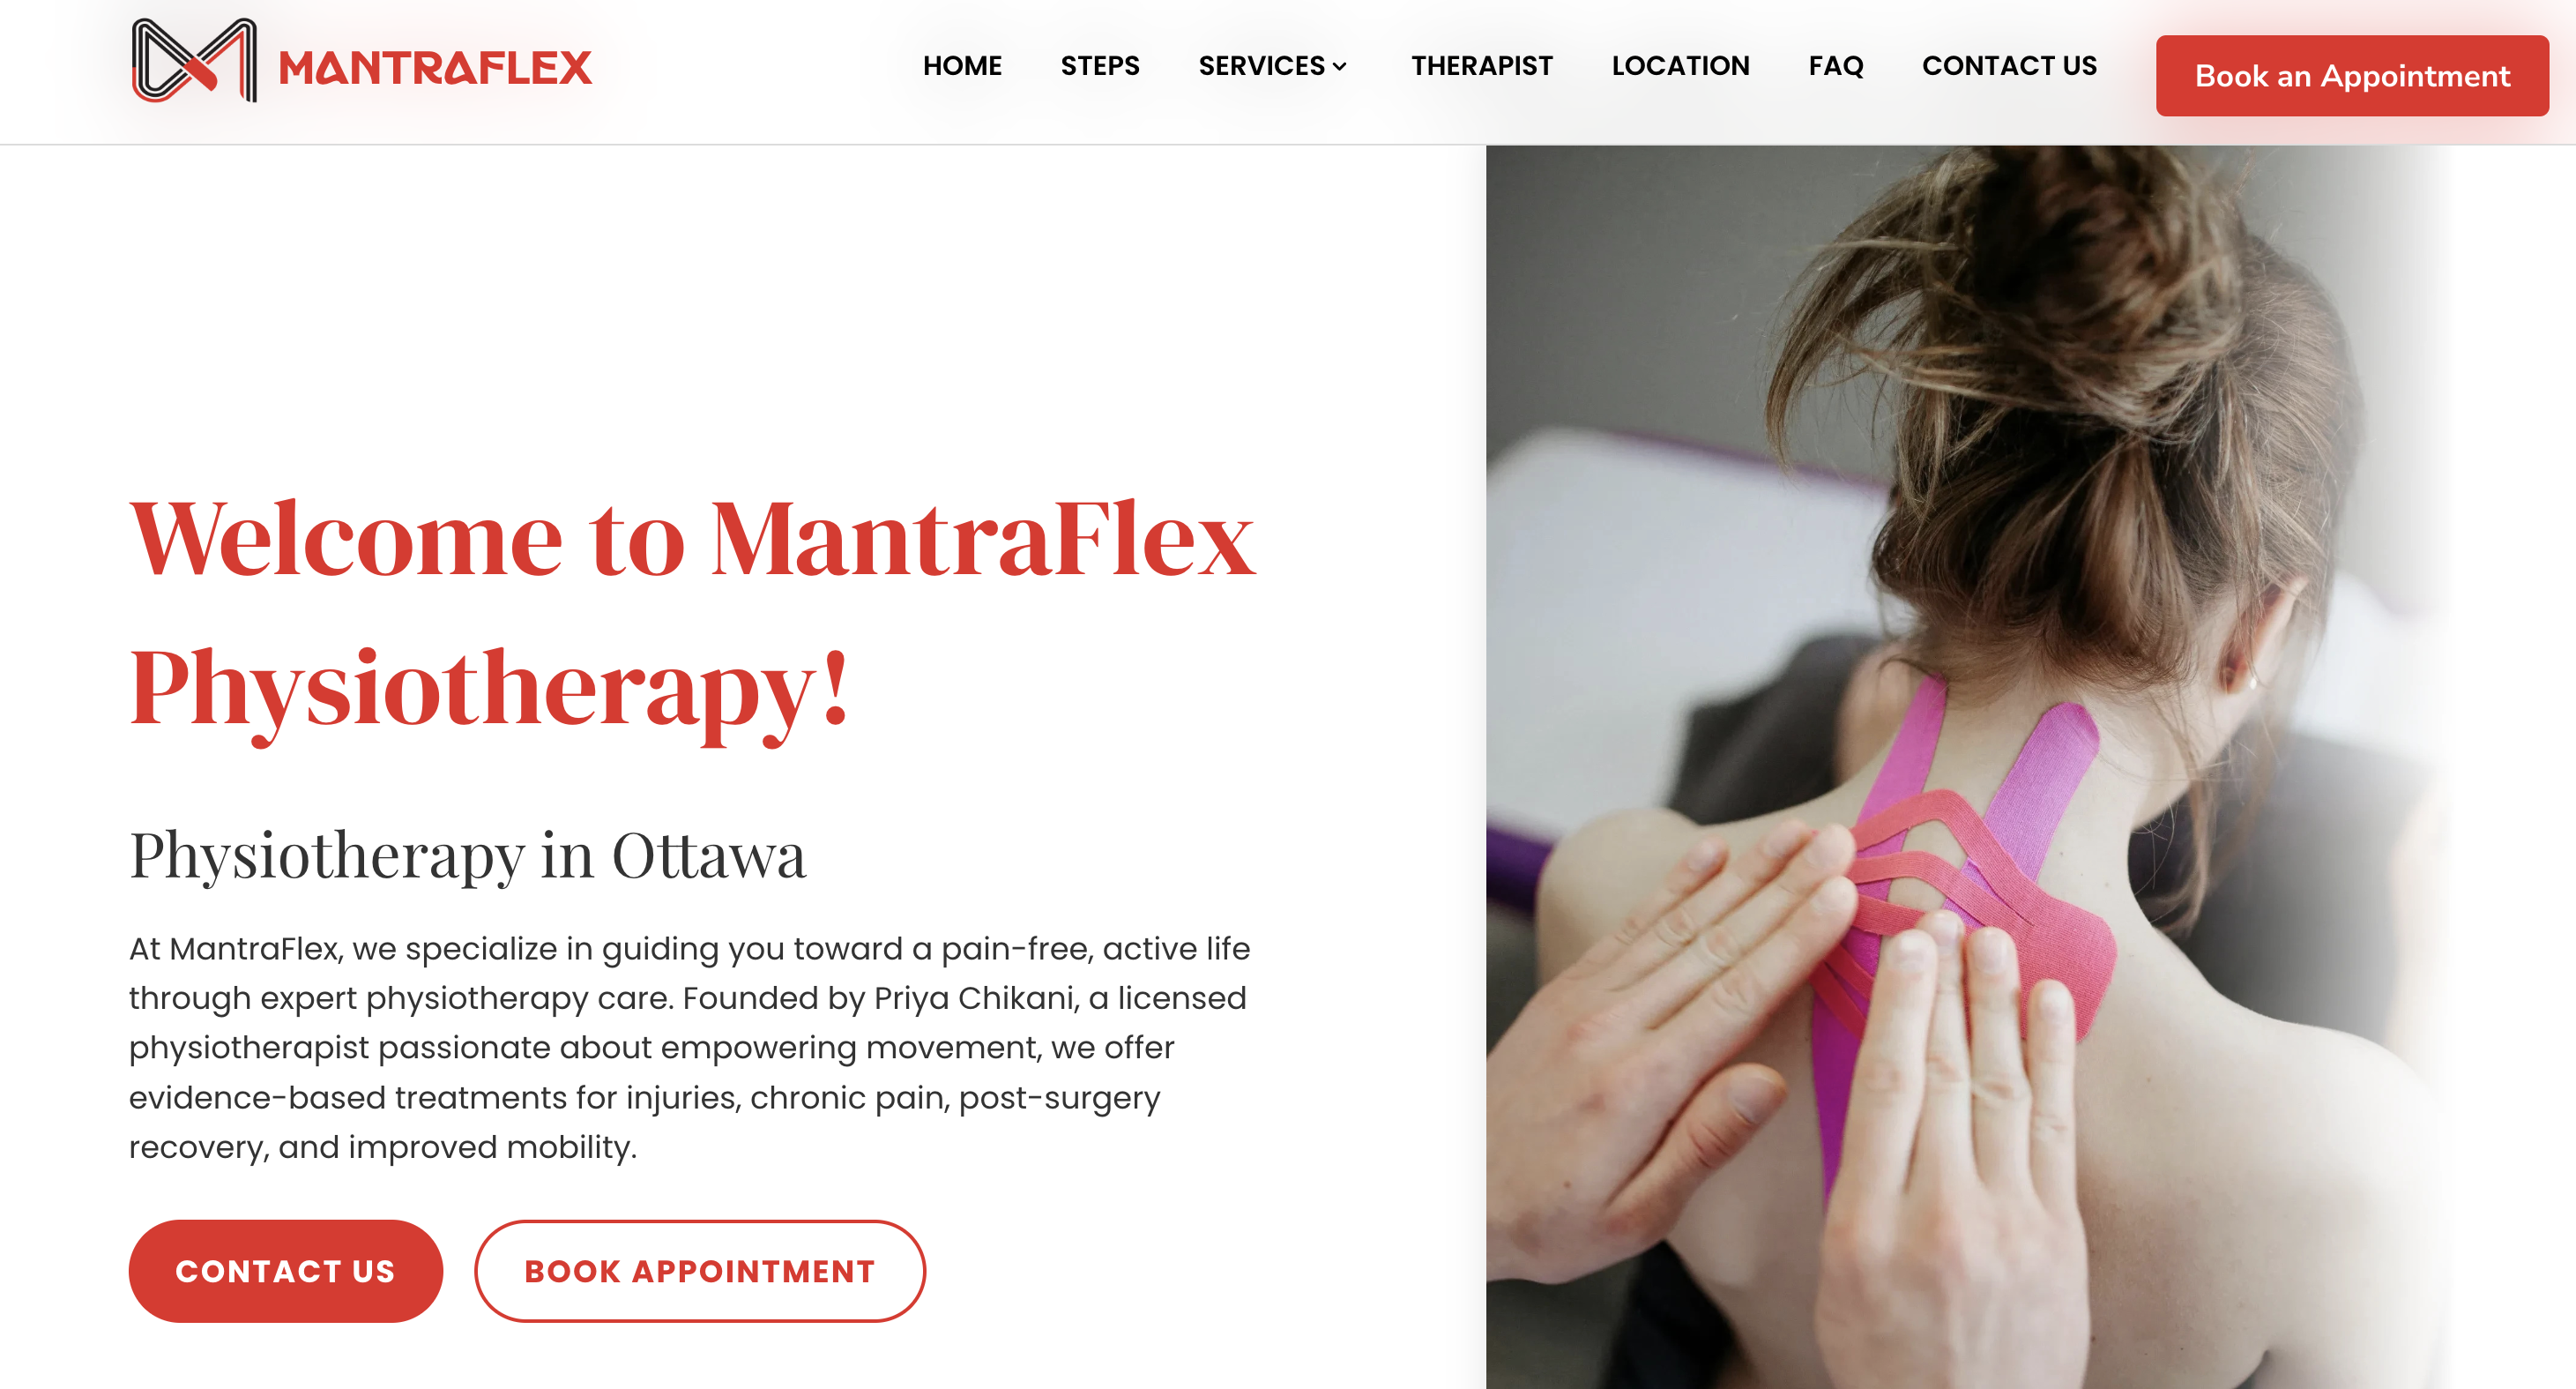 MANTRAFLEX
HOME STEPS SERVICES THERAPIST LOCATION FAQ CONTACT US Book an Appointment
Welcome to MantraFlex
Physiotherapy!
Physiotherapy in Ottawa
At MantraFlex, we specialize in guiding you toward a pain-free, active life
through expert physiotherapy care. Founded by Priya Chikani, a licensed
physiotherapist passionate about empowering movement, we offer
evidence-based treatments for injuries, chronic pain, post-surgery
recovery, and improved mobility.
CONTACT US BOOK APPOINTMENT